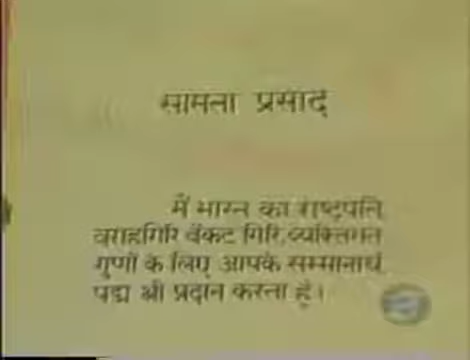 सामता प्रसाद
मैं भारत का राष्ट्रपति
वराहगिरि वेंकट गिरि, व्यक्तिगत
गुणों के लिए आपके सम्मानार्थ
पद्म श्री प्रदान करता हूँ।